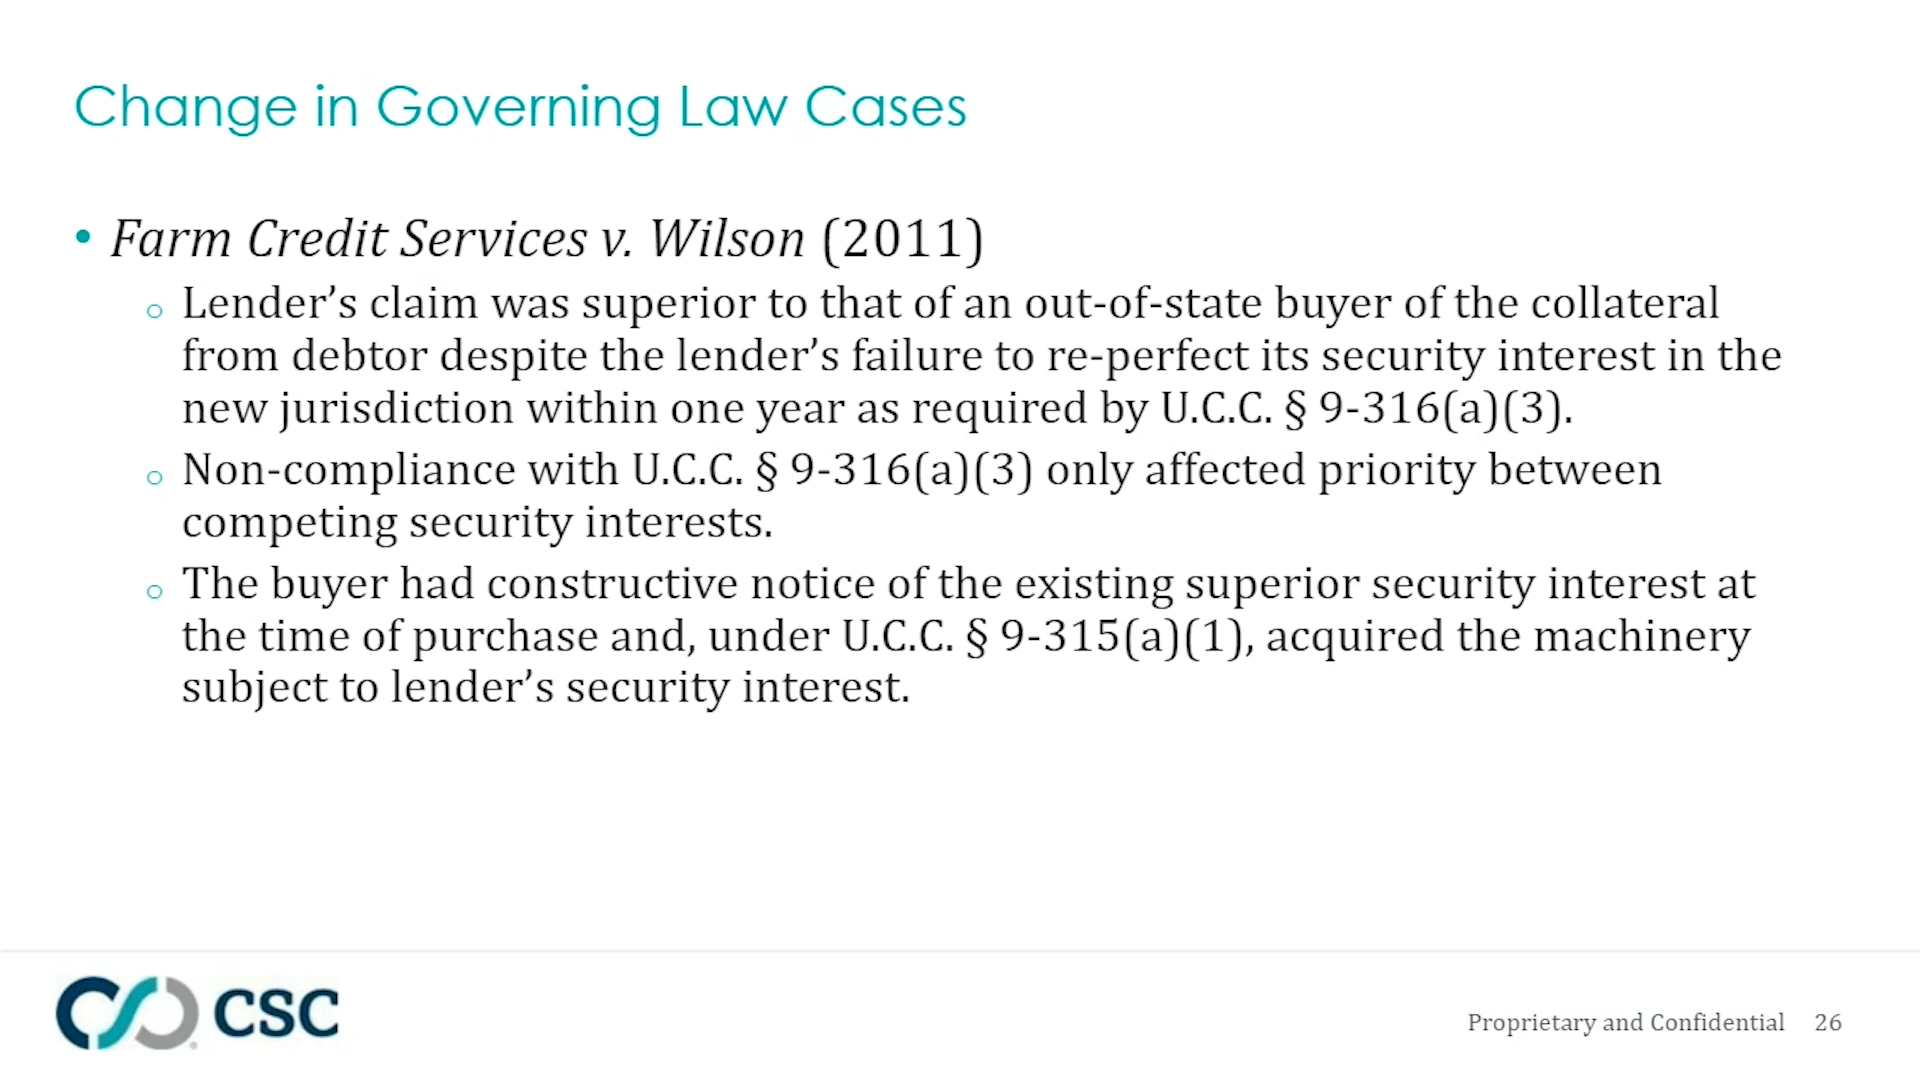 Change in Governing Law Cases
• Farm Credit Services v. Wilson (2011)
o Lender’s claim was superior to that of an out-of-state buyer of the collateral
from debtor despite the lender’s failure to re-perfect its security interest in the
new jurisdiction within one year as required by U.C.C. § 9-316(a)(3).
o Non-compliance with U.C.C. § 9-316(a)(3) only affected priority between
competing security interests.
o The buyer had constructive notice of the existing superior security interest at
the time of purchase and, under U.C.C. § 9-315(a)(1), acquired the machinery
subject to lender’s security interest.
CSC
Proprietary and Confidential 26